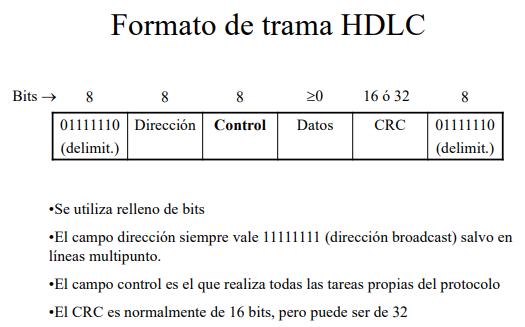 Formato de trama HDLC
Bits → 8 8 8 ≥0 16 ó 32 8
01111110 Dirección Control Datos CRC 01111110
(delimit.) (delimit.)
•Se utiliza relleno de bits
•El campo dirección siempre vale 11111111 (dirección broadcast) salvo en
líneas multipunto.
•El campo control es el que realiza todas las tareas propias del protocolo
•El CRC es normalmente de 16 bits, pero puede ser de 32